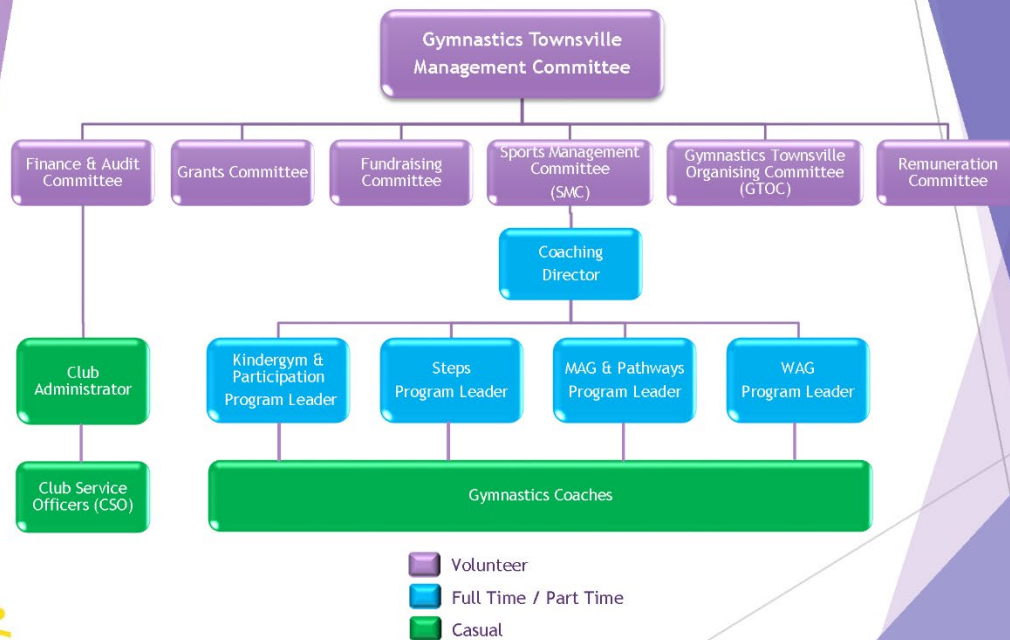 Gymnastics Townsville
Management Committee
Finance & Audit
Committee
Grants Committee
Fundraising
Committee
Sports Management
Committee
(SMC)
Gymnastics Townsville
Organising Committee
(GTOC)
Remuneration
Committee
Coaching
Director
Club
Administrator
Kindergym &
Participation
Program Leader
Steps
Program Leader
MAG & Pathways
Program Leader
WAG
Program Leader
Club Service
Officers (CSO)
Gymnastics Coaches
Volunteer
Full Time / Part Time
Casual